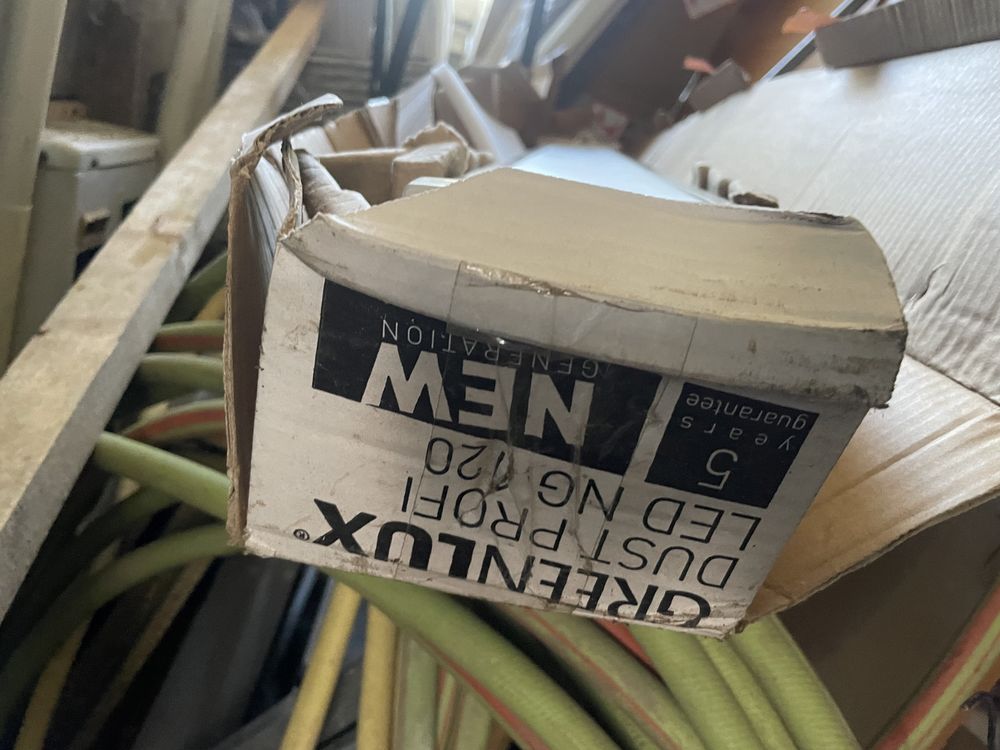 GREENLUX®
DUST PROFI
LED NG /120
NEW
GENERATION
5
years
guarantee